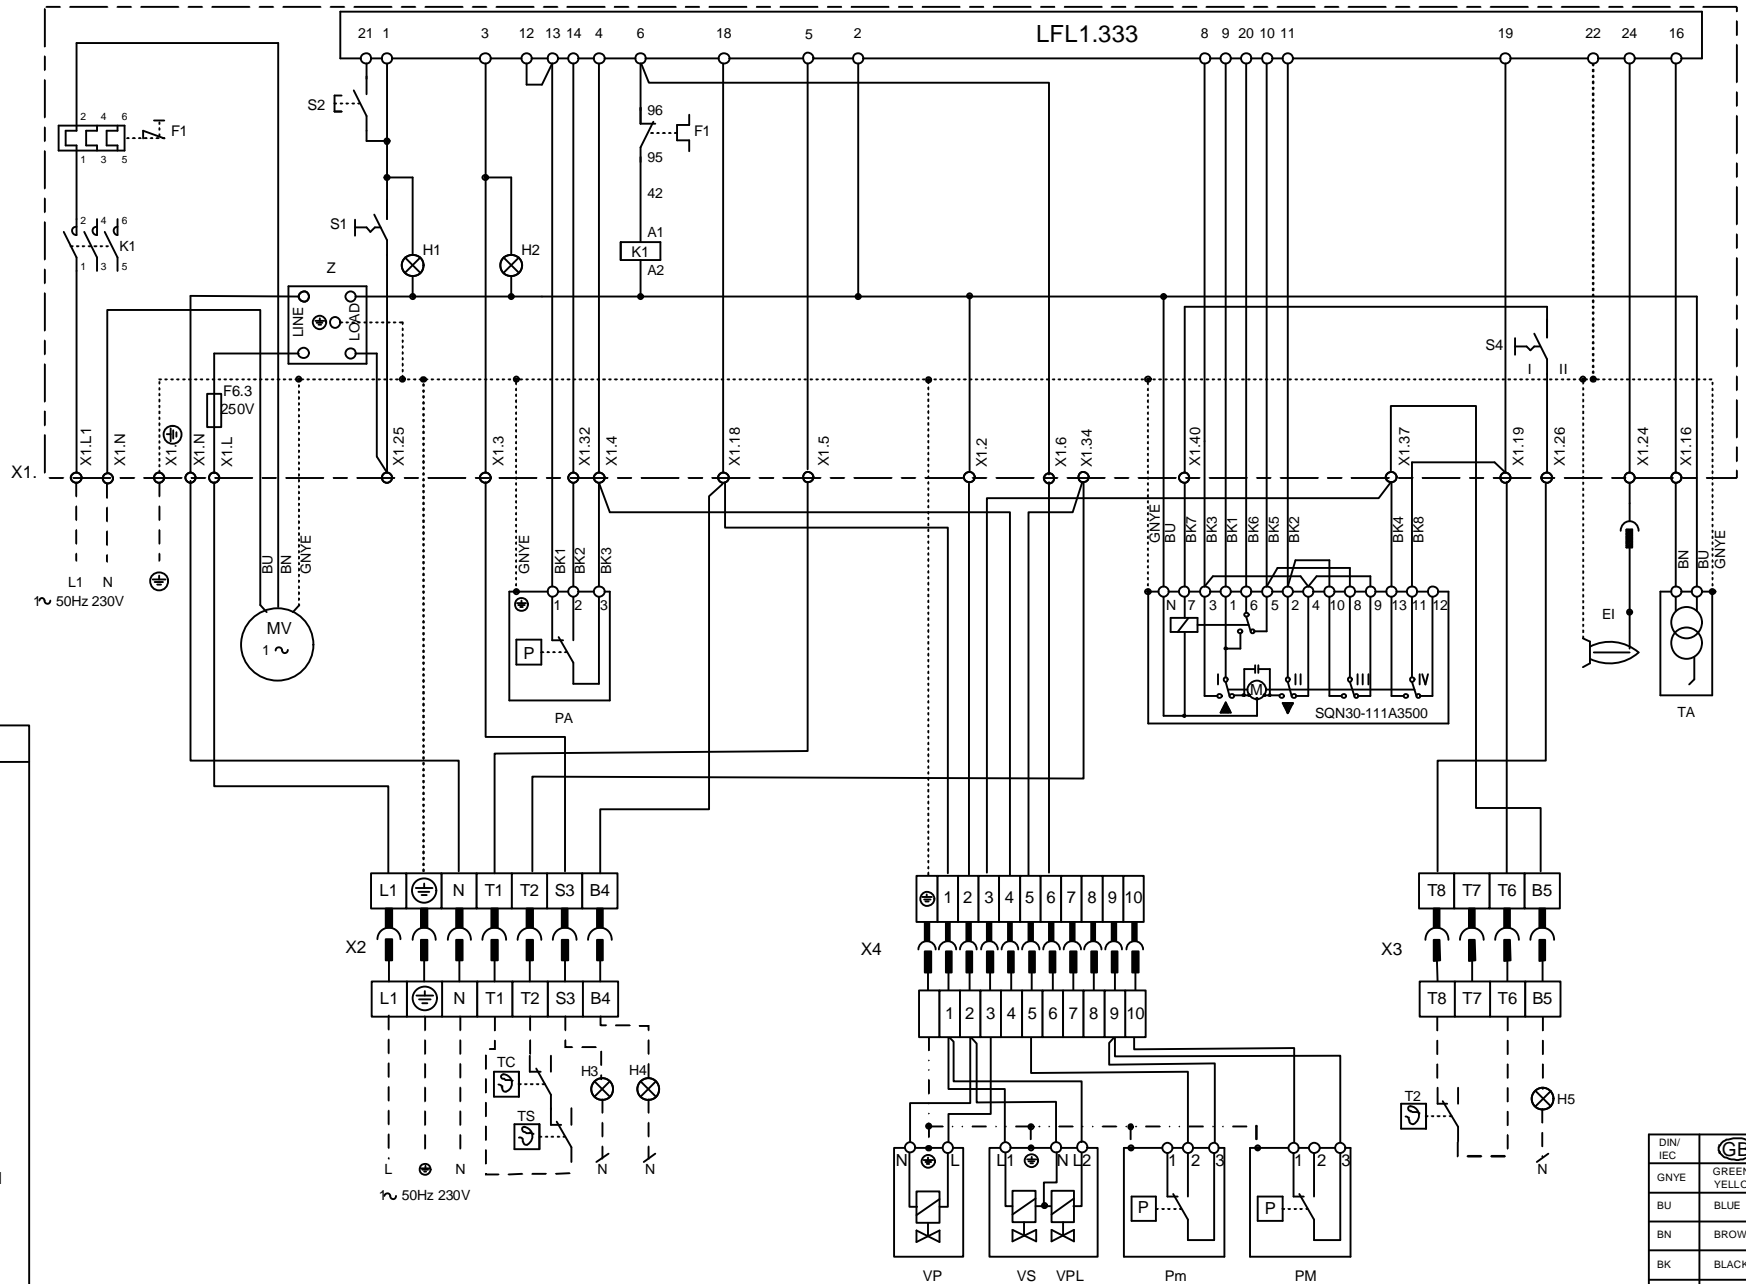 LFL1.333
21 1 3 12 13 14 4 6 18 5 2 8 9 20 10 11 19 22 24 16
S2
96
F1
95
42
A1
K1
A2
2 4 6
F1
1 3 5
2 4 6
K1
1 3 5
S1
H1
H2
Z
LINE
LOAD
S4
I II
F6.3
250V
X1.
X1.L1
X1.N
X1.
X1.N
X1.L
X1.25
X1.3
X1.32
X1.4
X1.18
X1.5
X1.2
X1.6
X1.34
X1.40
X1.37
X1.19
X1.26
X1.24
X1.16
L1 N
1~ 50Hz 230V
BU
BN
GNYE
MV
1 ~
GNYE
BK1
BK2
BK3
1 2 3
P
PA
GNYE
BU
BK7
BK3
BK1
BK6
BK5
BK2
BK4
BK8
N 7 3 1 6 5 2 4 10 8 9 13 11 12
I M II III IV
SQN30-111A3500
EI
BN
BU
GNYE
TA
L1 N T1 T2 S3 B4
X2
L1 N T1 T2 S3 B4
TC
TS
H3
H4
L N
N N
1~ 50Hz 230V
1 2 3 4 5 6 7 8 9 10
X4
1 2 3 4 5 6 7 8 9 10
N L
L1 N L2
1 2 3
1 2 3
P
P
VP
VS VPL
Pm
PM
T8 T7 T6 B5
X3
T8 T7 T6 B5
T2
H5
N
DIN/
IEC
GNYE
BU BLUE
BN
BK BLACK